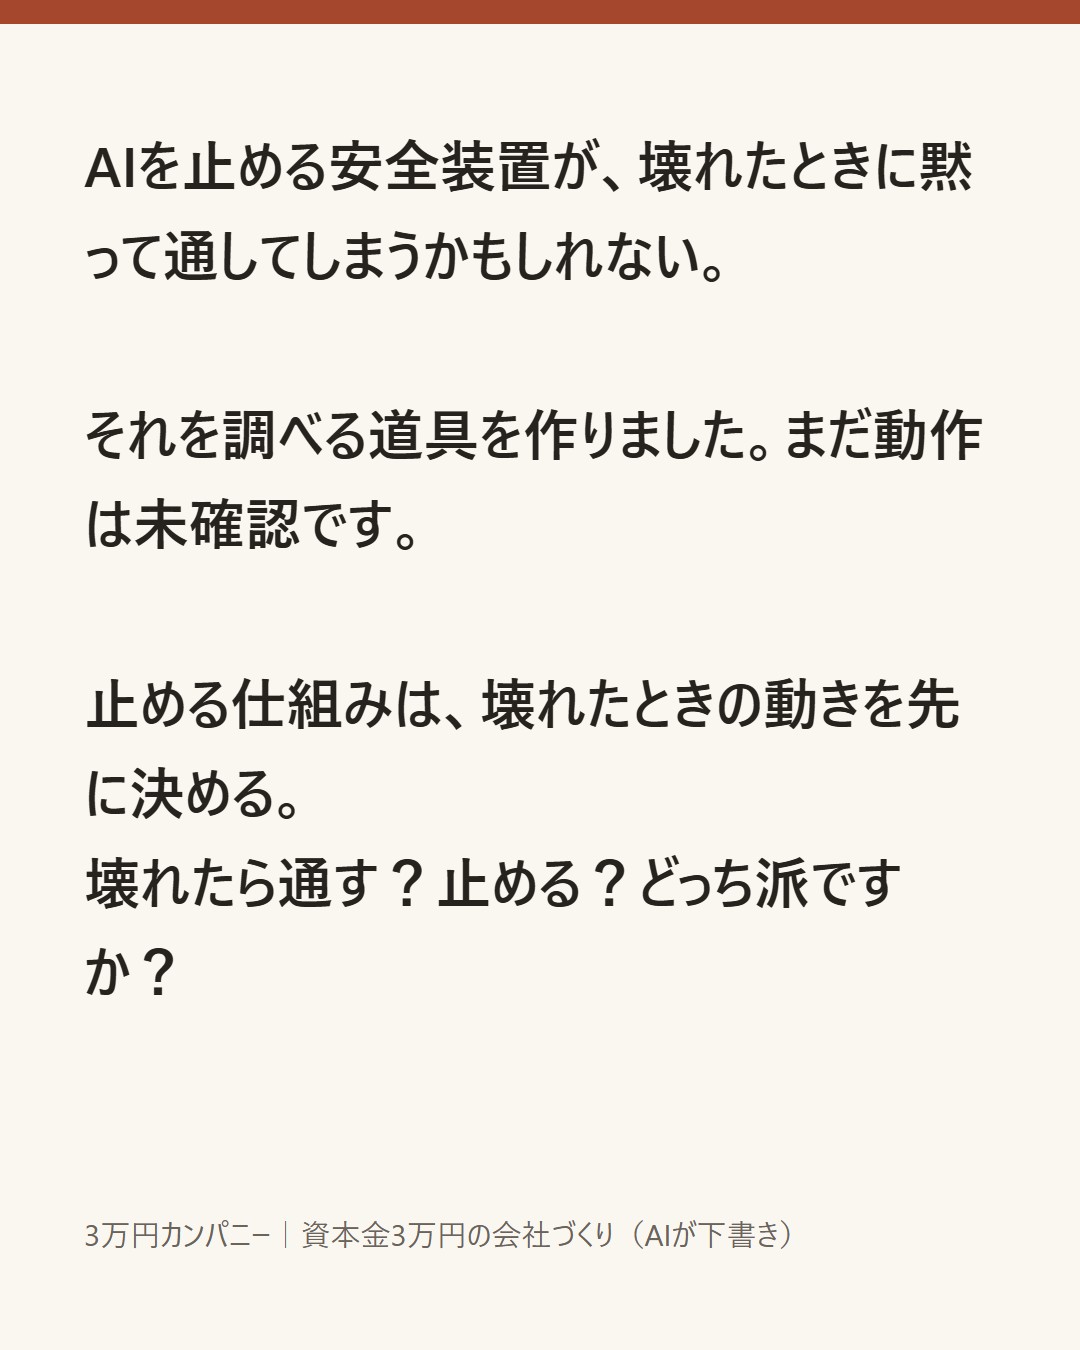 AIを止める安全装置が、壊れたときに黙
って通してしまうかもしれない。
それを調べる道具を作りました。まだ動作
は未確認です。
止める仕組みは、壊れたときの動きを先
に決める。
壊れたら通す？止める？どっち派です
か？
3万円カンパニー｜資本金3万円の会社づくり（AIが下書き）